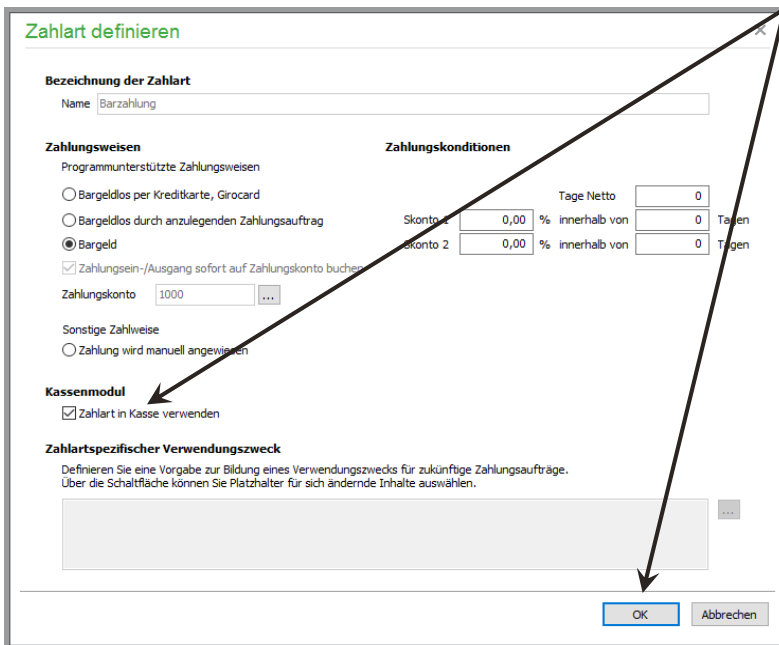 Zahlart definieren
Bezeichnung der Zahlart
Name Barzahlung
Zahlungsweisen
Programmunterstützte Zahlungsweisen
Bargeldlos per Kreditkarte, Girocard
Bargeldlos durch anzulegenden Zahlungsauftrag
Bargeld
Zahlungsein-/Ausgang sofort auf Zahlungskonto buchen
Zahlungskonto 1000 ...
Sonstige Zahlweise
Zahlung wird manuell angewiesen
Zahlungskonditionen
Tage Netto 0
Skonto 1 0,00 % innerhalb von 0 Tagen
Skonto 2 0,00 % innerhalb von 0 Tagen
Kassenmodul
Zahlart in Kasse verwenden
Zahlartspezifischer Verwendungszweck
Definieren Sie eine Vorgabe zur Bildung eines Verwendungszwecks für zukünftige Zahlungsaufträge.
Über die Schaltfläche können Sie Platzhalter für sich ändernde Inhalte auswählen.
...
OK Abbrechen